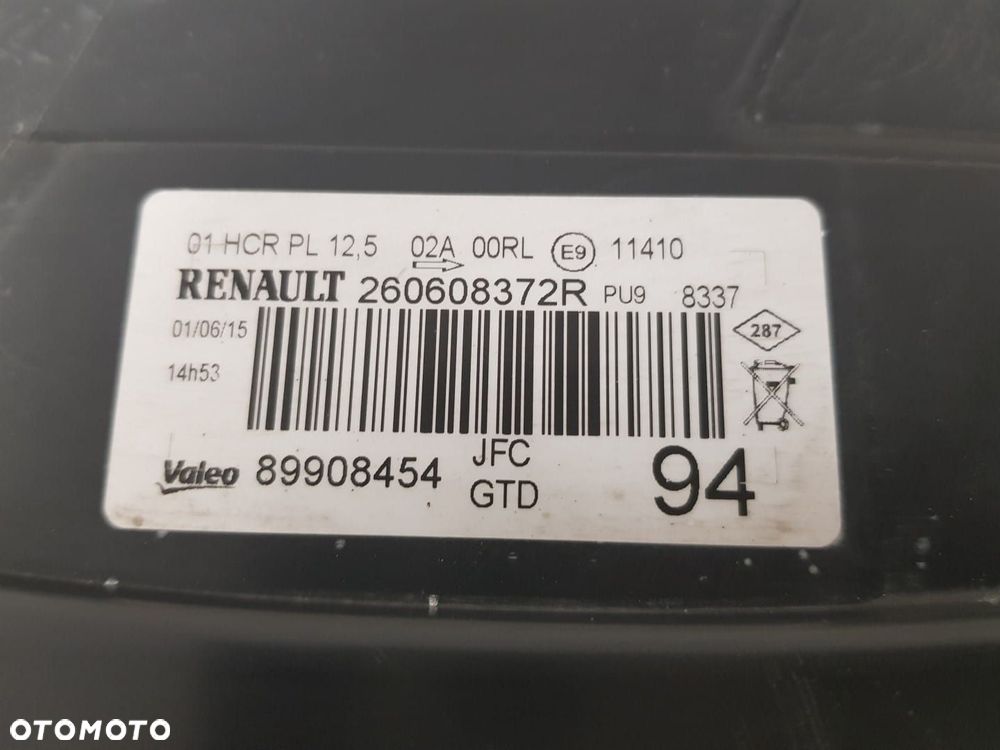 01 HCR PL 12,5 02A 00RL E9 11410
RENAULT 260608372R PU9 8337
01/06/15
287
14h53
Valeo 89908454 JFC
GTD
94
OTOMOTO